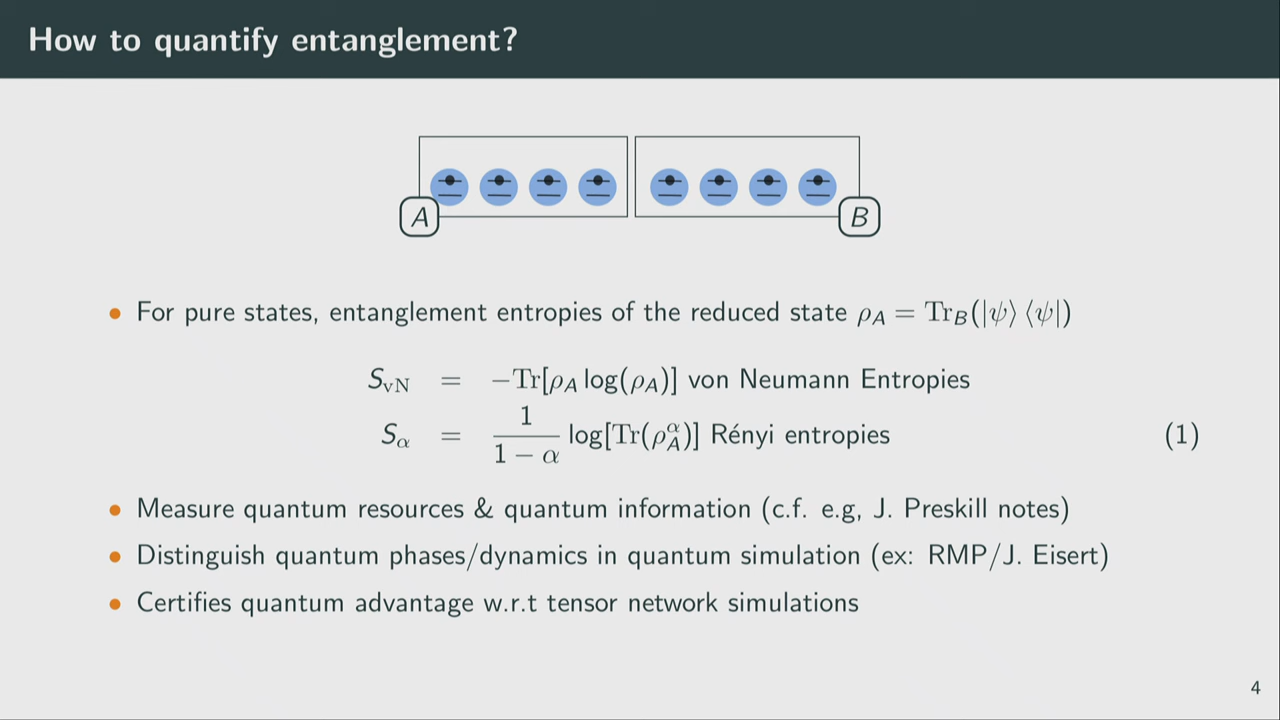 How to quantify entanglement?
A
B
• For pure states, entanglement entropies of the reduced state ρ_A = Tr_B(|ψ⟩ ⟨ψ|)
S_vN = −Tr[ρ_A log(ρ_A)] von Neumann Entropies
S_α = \frac{1}{1 − α} log[Tr(ρ_A^α)] Rényi entropies (1)
• Measure quantum resources & quantum information (c.f. e.g, J. Preskill notes)
• Distinguish quantum phases/dynamics in quantum simulation (ex: RMP/J. Eisert)
• Certifies quantum advantage w.r.t tensor network simulations
4